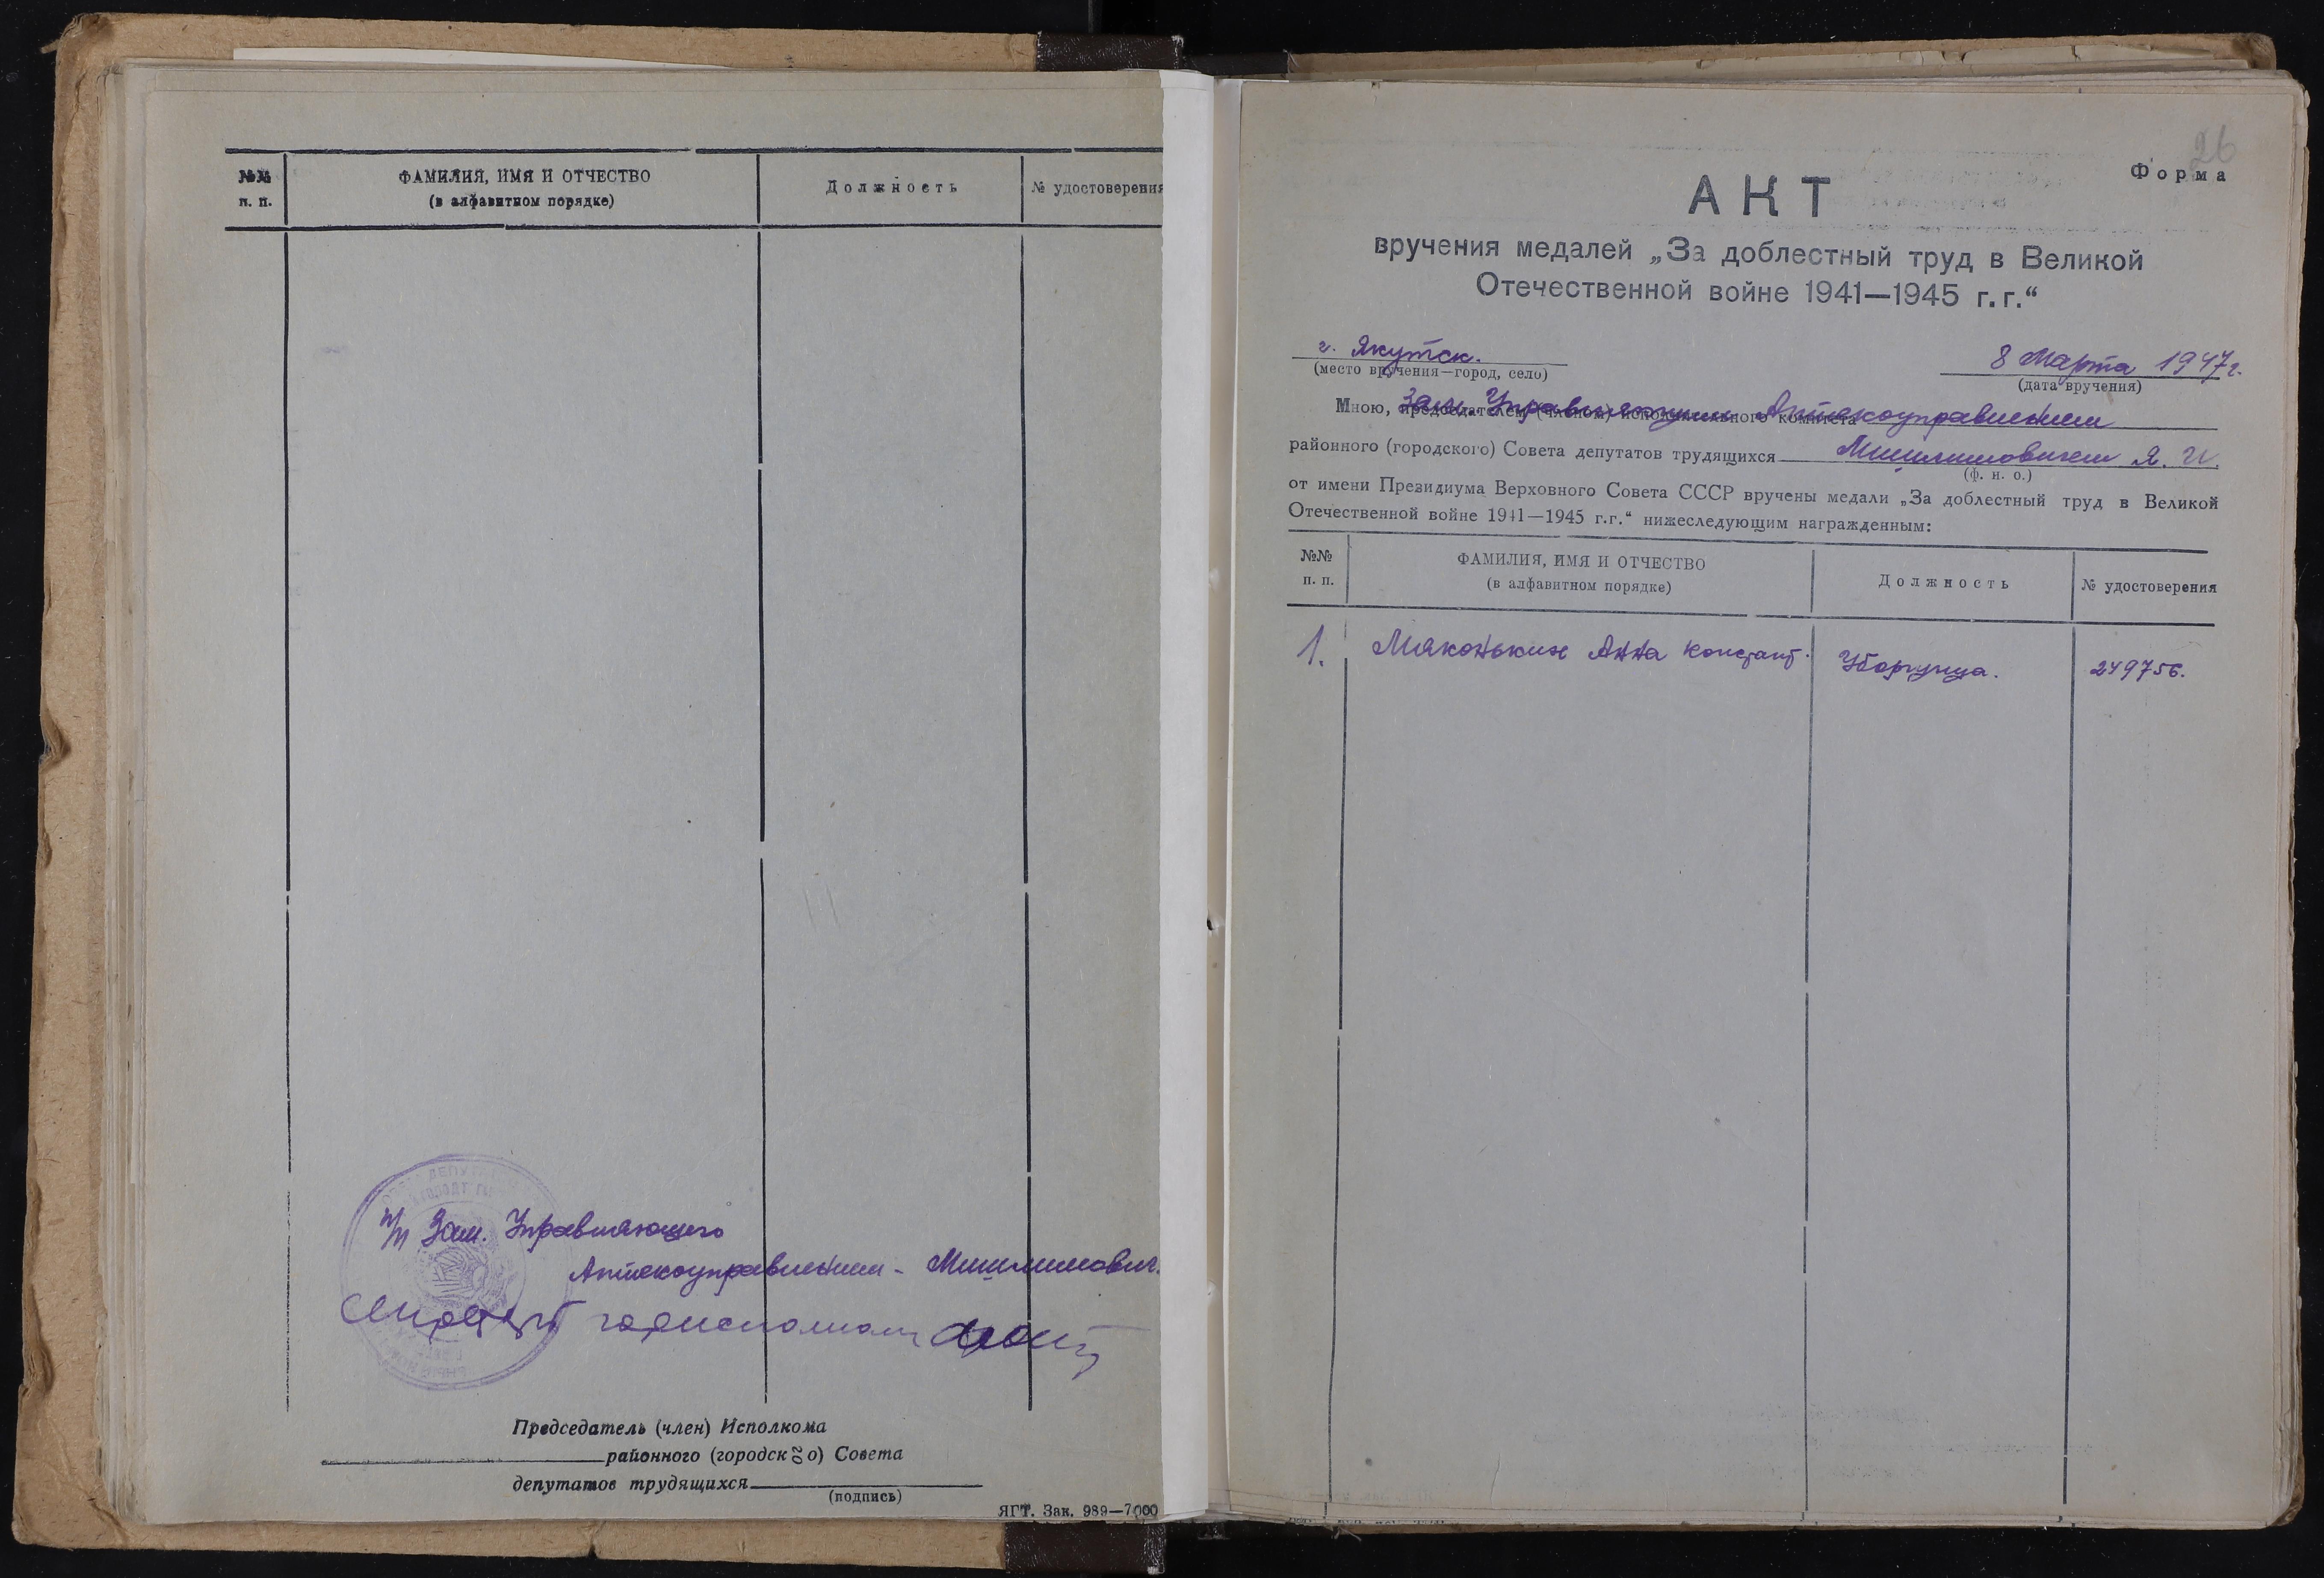 №№ п. п.
ФАМИЛИЯ, ИМЯ И ОТЧЕСТВО
(в алфавитном порядке)
Должность
№ удостоверения
п/п Зам. Управляющего
Аптекоуправлением -
Председатель (член) Исполкома
районного (городского) Совета
депутатов трудящихся
(подпись)
ЯГТ. Зак. 989—7000
26
Форма
АКТ
вручения медалей „За доблестный труд в Великой
Отечественной войне 1941—1945 г.г.“
г. Якутск.
8 Марта 1947г.
(место вручения—город, село)
(дата вручения)
Зам. Управляющим Аптекоуправлением
Мною, председателем (членом) исполнительного комитета
районного (городского) Совета депутатов трудящихся Я. И.
(ф. и. о.)
от имени Президиума Верховного Совета СССР вручены медали „За доблестный труд в Великой
Отечественной войне 1941—1945 г.г.“ нижеследующим награжденным:
№№ п. п.
ФАМИЛИЯ, ИМЯ И ОТЧЕСТВО
(в алфавитном порядке)
Должность
№ удостоверения
1. Мяконьких Анна Констант. Уборщица. 249756.